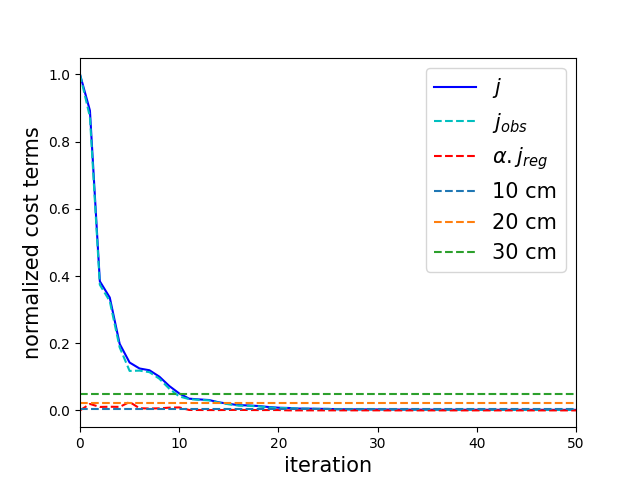 1.0
0.8
0.6
0.4
0.2
0.0
normalized cost terms
0
10
20
30
40
50
iteration
j
j_obs
α.j_reg
10 cm
20 cm
30 cm